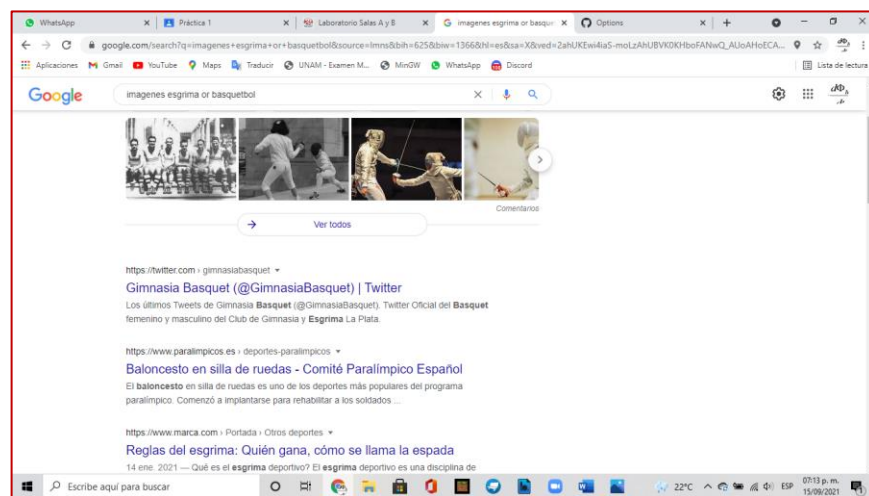 WhatsApp
Práctica 1
Laboratorio Salas A y B
imagenes esgrima or basquet
Options
google.com/search?q=imagenes+esgrima+or+basquetbol&source=lmns&bih=625&biw=1366&hl=es&sa=X&ved=2ahUKEwi4iaS-moLzAhUBVK0KHboFANwQ_AUoAHoECA...
Aplicaciones Gmail YouTube Maps Traducir UNAM - Examen M... MinGW WhatsApp Discord Lista de lectura
Google
imagenes esgrima or basquetbol
Comentarios
Ver todos
https://twitter.com › gimnasiabasquet
Gimnasia Basquet (@GimnasiaBasquet) | Twitter
Los últimos Tweets de Gimnasia Basquet (@GimnasiaBasquet). Twitter Oficial del Basquet
femenino y masculino del Club de Gimnasia y Esgrima La Plata.
https://www.paralimpicos.es › deportes-paralimpicos
Baloncesto en silla de ruedas - Comité Paralímpico Español
El baloncesto en silla de ruedas es uno de los deportes más populares del programa
paralímpico. Comenzó a implantarse para rehabilitar a los soldados ...
https://www.marca.com › Portada › Otros deportes
Reglas del esgrima: Quién gana, cómo se llama la espada
14 ene. 2021 — Qué es el esgrima deportivo? El esgrima deportivo es una disciplina de
Escribe aquí para buscar
22°C
ESP
07:13 p. m.
15/09/2021